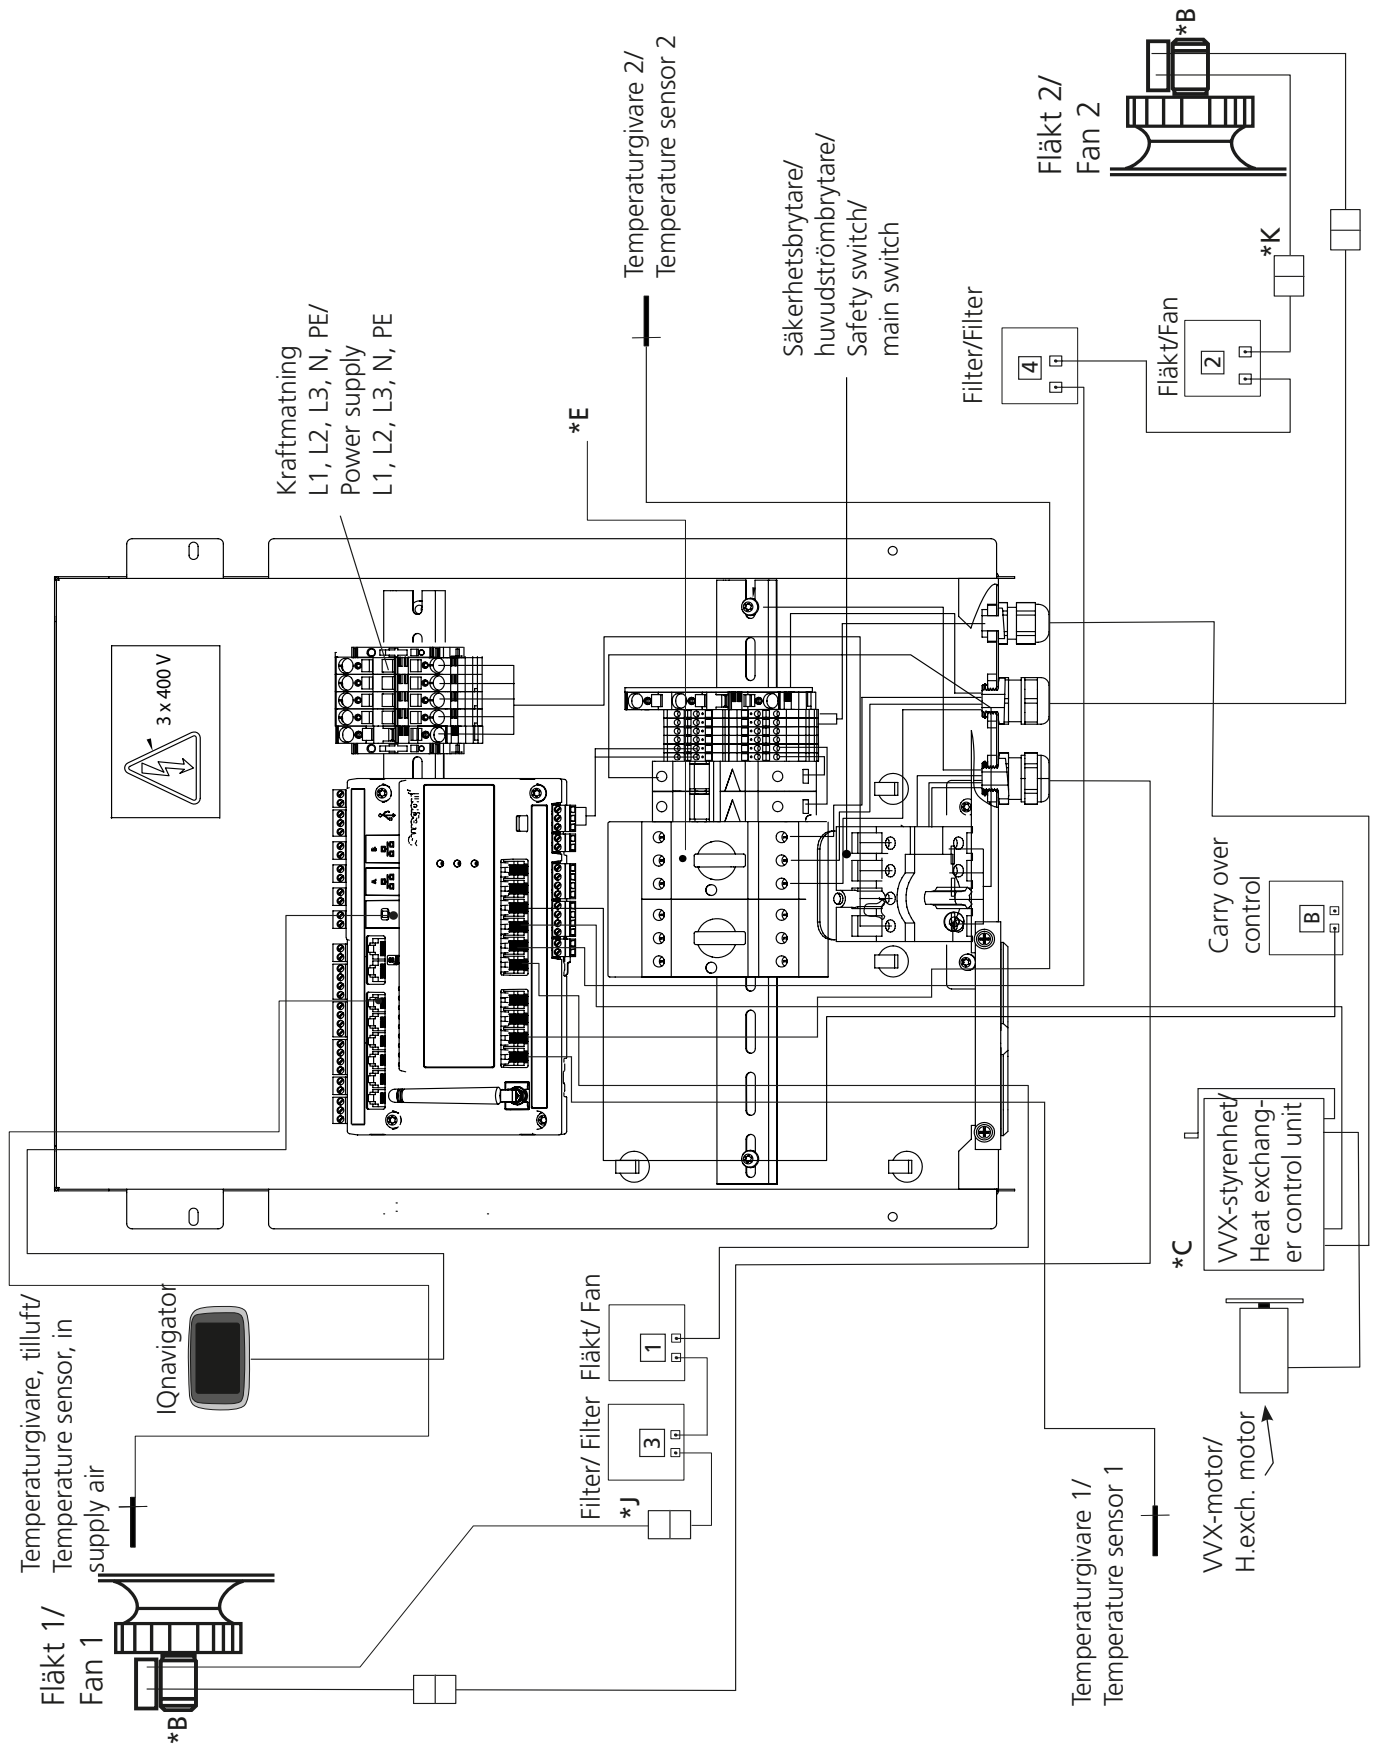 Fläkt 1/
Fan 1
*B
Temperaturgivare, tilluft/
Temperature sensor, in
supply air
IQnavigator
3 x 400 V
Kraftmatning
L1, L2, L3, N, PE/
Power supply
L1, L2, L3, N, PE
*E
Temperaturgivare 2/
Temperature sensor 2
Säkerhetsbrytare/
huvudströmbrytare/
Safety switch/
main switch
Filter/ Filter
3
*J
Fläkt/ Fan
1
Filter/Filter
4
Fläkt/Fan
2
*K
Fläkt 2/
Fan 2
*B
Temperaturgivare 1/
Temperature sensor 1
VVX-motor/
H.exch. motor
*C
VVX-styrenhet/
Heat exchang-
er control unit
Carry over
control
B
A
B